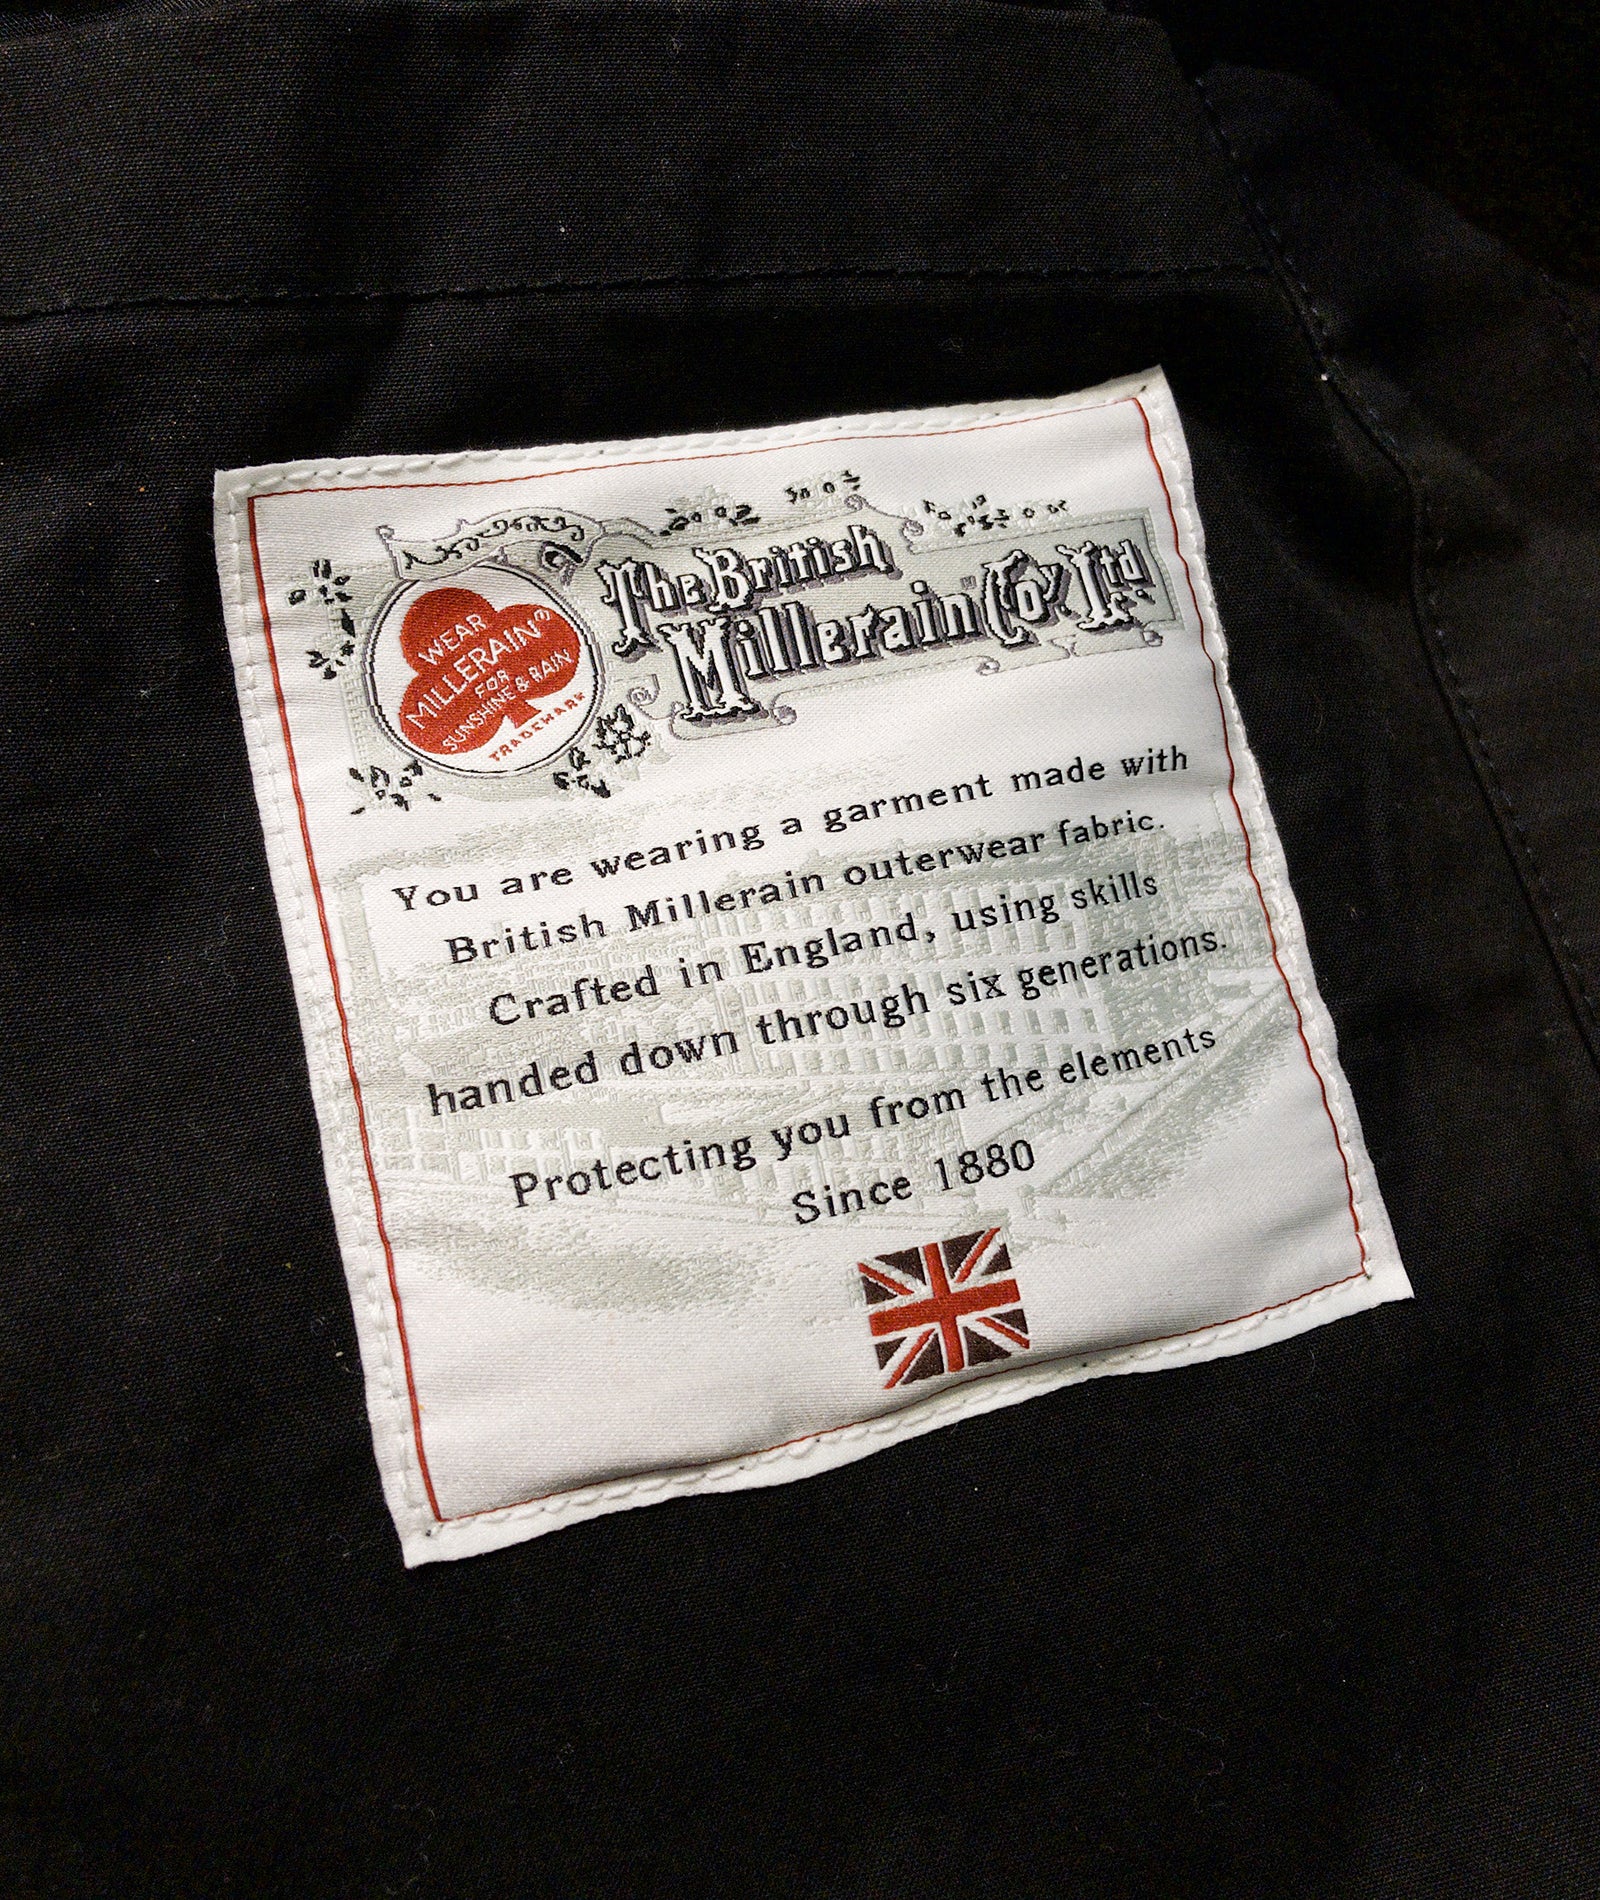 WEAR
MILLERAIN
FOR
SUNSHINE & RAIN
TRADEMARK
The British
Millerain Coy. Ltd
You are wearing a garment made with
British Millerain outerwear fabric.
Crafted in England, using skills
handed down through six generations.
Protecting you from the elements
Since 1880